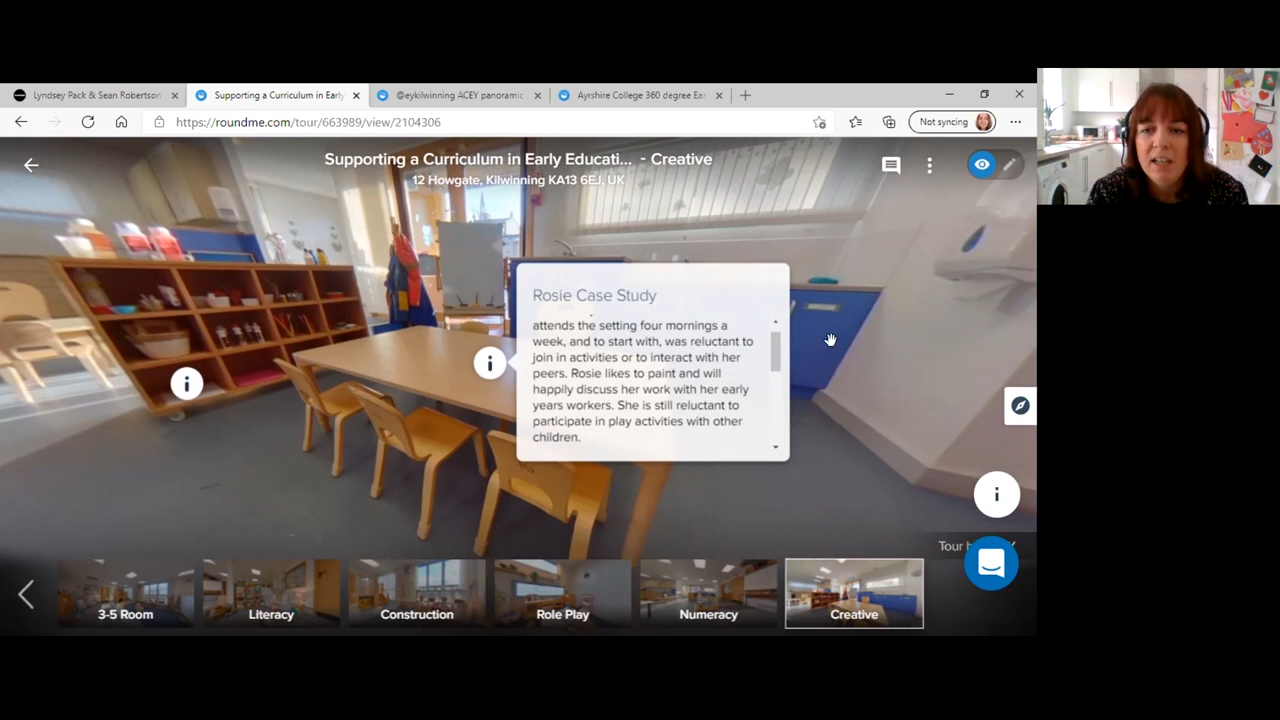 Lyndsey Pack & Sean Robertson
Supporting a Curriculum in Early
@eykilwinning ACEY panoramic
Ayrshire College 360 degree Ear
https://roundme.com/tour/663989/view/2104306
Not syncing
Supporting a Curriculum in Early Educati... - Creative
12 Howgate, Kilwinning KA13 6EJ, UK
Rosie Case Study
attends the setting four mornings a
week, and to start with, was reluctant to
join in activities or to interact with her
peers. Rosie likes to paint and will
happily discuss her work with her early
years workers. She is still reluctant to
participate in play activities with other
children.
Tour
3-5 Room
Literacy
Construction
Role Play
Numeracy
Creative